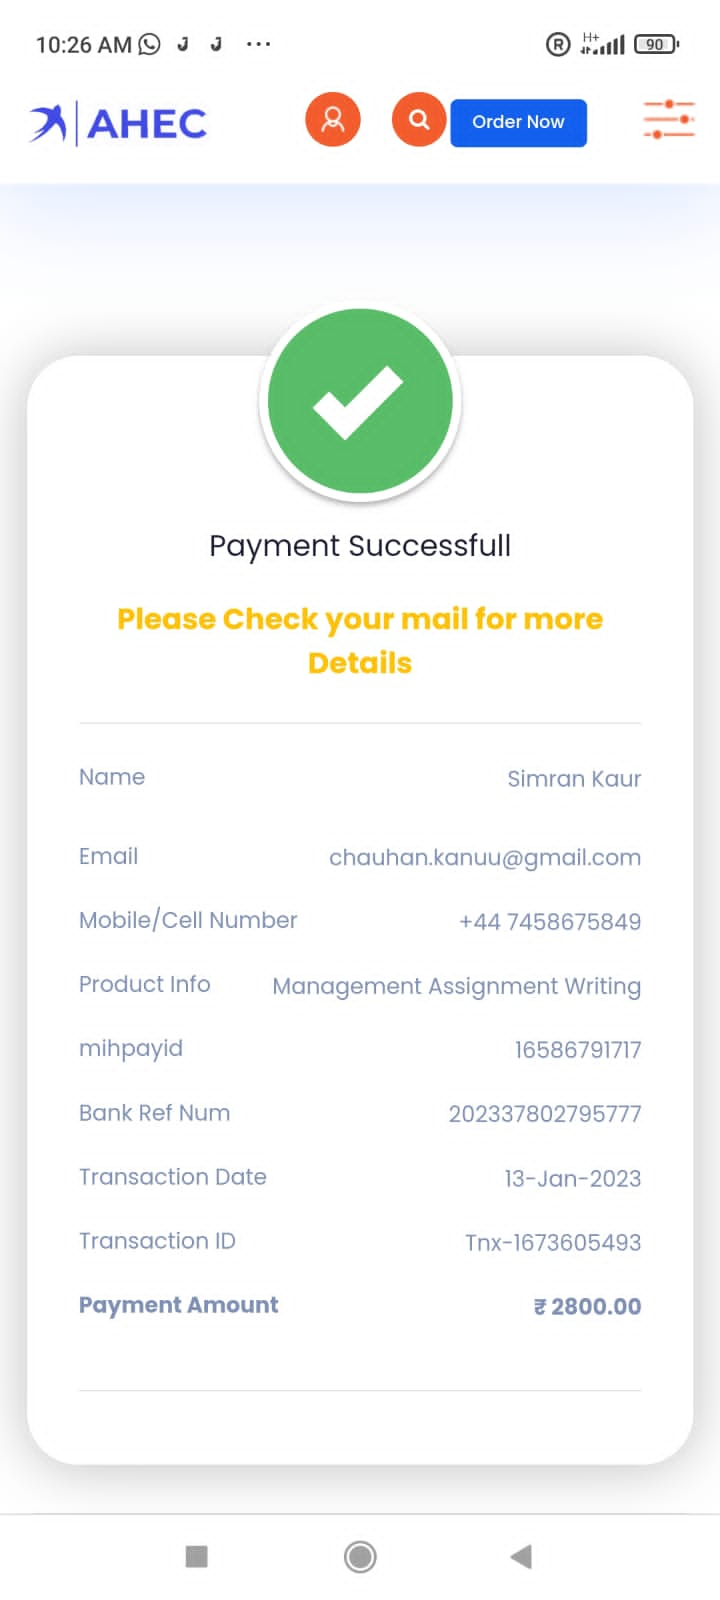 10:26 AM
R H+ 90
AHEC
Order Now
Payment Successfull
Please Check your mail for more
Details
Name Simran Kaur
Email chauhan.kanuu@gmail.com
Mobile/Cell Number +44 7458675849
Product Info Management Assignment Writing
mihpayid 16586791717
Bank Ref Num 202337802795777
Transaction Date 13-Jan-2023
Transaction ID Tnx-1673605493
Payment Amount ₹ 2800.00